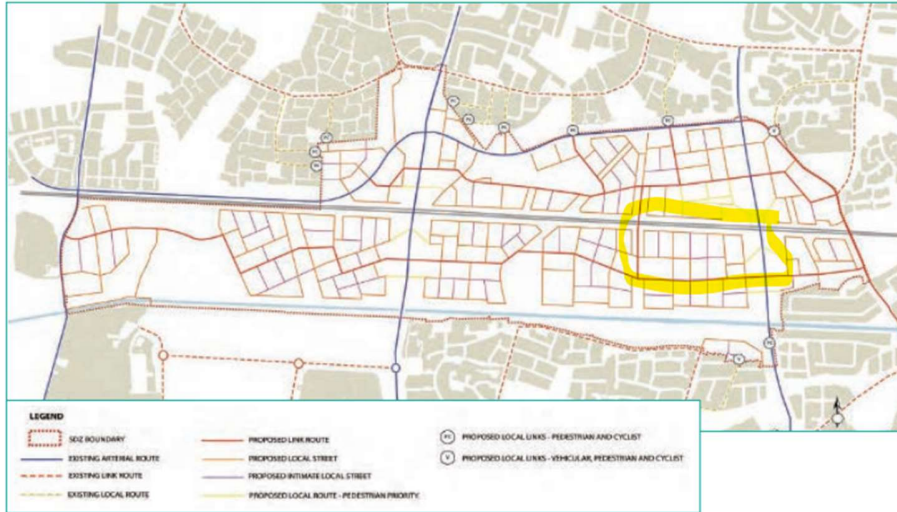 LEGEND
SDZ BOUNDARY
EXISTING ARTERIAL ROUTE
EXISTING LINK ROUTE
EXISTING LOCAL ROUTE
PROPOSED LINK ROUTE
PROPOSED LOCAL STREET
PROPOSED INTIMATE LOCAL STREET
PROPOSED LOCAL ROUTE - PEDESTRIAN PRIORITY
PC PROPOSED LOCAL LINKS - PEDESTRIAN AND CYCLIST
V PROPOSED LOCAL LINKS - VEHICULAR, PEDESTRIAN AND CYCLIST